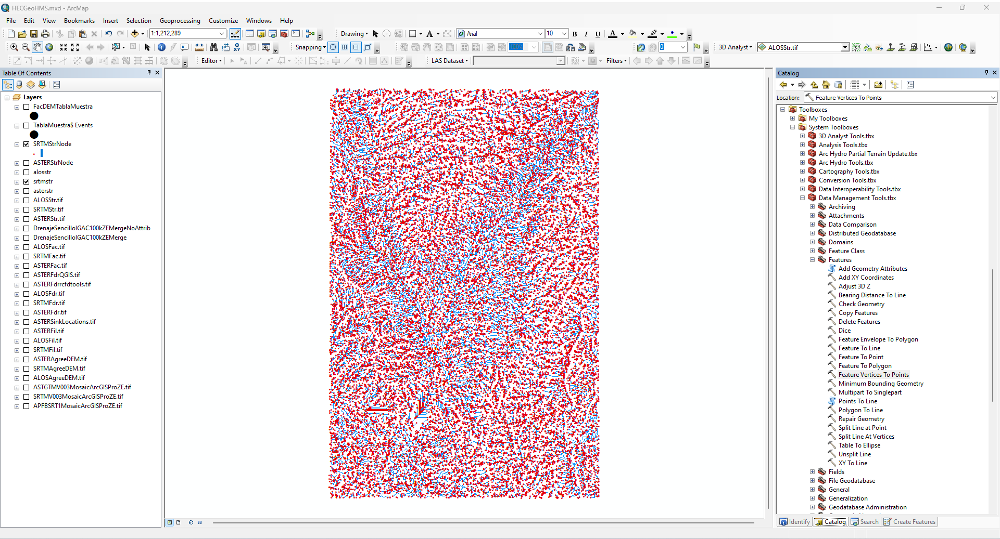 HECGeoHMS.mxd - ArcMap
File Edit View Bookmarks Insert Selection Geoprocessing Customize Windows Help
1:1,212,289 Drawing Arial 10 B I U A
Snapping 100% 0 3D Analyst ALOSStr.tif
Editor LAS Dataset Filters
Table Of Contents
Layers
FacDEMTablaMuestra
TablaMuestra$ Events
SRTMStrNode
ASTERStrNode
alosstr
srtmstr
asterstr
ALOSStr.tif
SRTMStr.tif
ASTERStr.tif
DrenajeSencilloIGAC100kZEMergeNoAttrib
DrenajeSencilloIGAC100kZEMerge
ALOSFac.tif
SRTMFac.tif
ASTERFac.tif
ASTERFdrQGIS.tif
ASTERFdrrcfdtools.tif
ALOSFdr.tif
SRTMFdr.tif
ASTERFdr.tif
ASTERSinkLocations.tif
ASTERFil.tif
ALOSFil.tif
SRTMFil.tif
ASTERAgreeDEM.tif
SRTMAgreeDEM.tif
ALOSAgreeDEM.tif
ASTGTMV003MosaicArcGISProZE.tif
SRTMV003MosaicArcGISProZE.tif
APFBSRT1MosaicArcGISProZE.tif
Catalog
Location: Feature Vertices To Points
Toolboxes
My Toolboxes
System Toolboxes
3D Analyst Tools.tbx
Analysis Tools.tbx
Arc Hydro Partial Terrain Update.tbx
Arc Hydro Tools.tbx
Cartography Tools.tbx
Conversion Tools.tbx
Data Interoperability Tools.tbx
Data Management Tools.tbx
Archiving
Attachments
Data Comparison
Distributed Geodatabase
Domains
Feature Class
Features
Add Geometry Attributes
Add XY Coordinates
Adjust 3D Z
Bearing Distance To Line
Check Geometry
Copy Features
Delete Features
Dice
Feature Envelope To Polygon
Feature To Line
Feature To Point
Feature To Polygon
Feature Vertices To Points
Minimum Bounding Geometry
Multipart To Singlepart
Points To Line
Polygon To Line
Repair Geometry
Split Line at Point
Split Line At Vertices
Table To Ellipse
Unsplit Line
XY To Line
Fields
File Geodatabase
General
Generalization
Geodatabase Administration
Identify Catalog Search Create Features